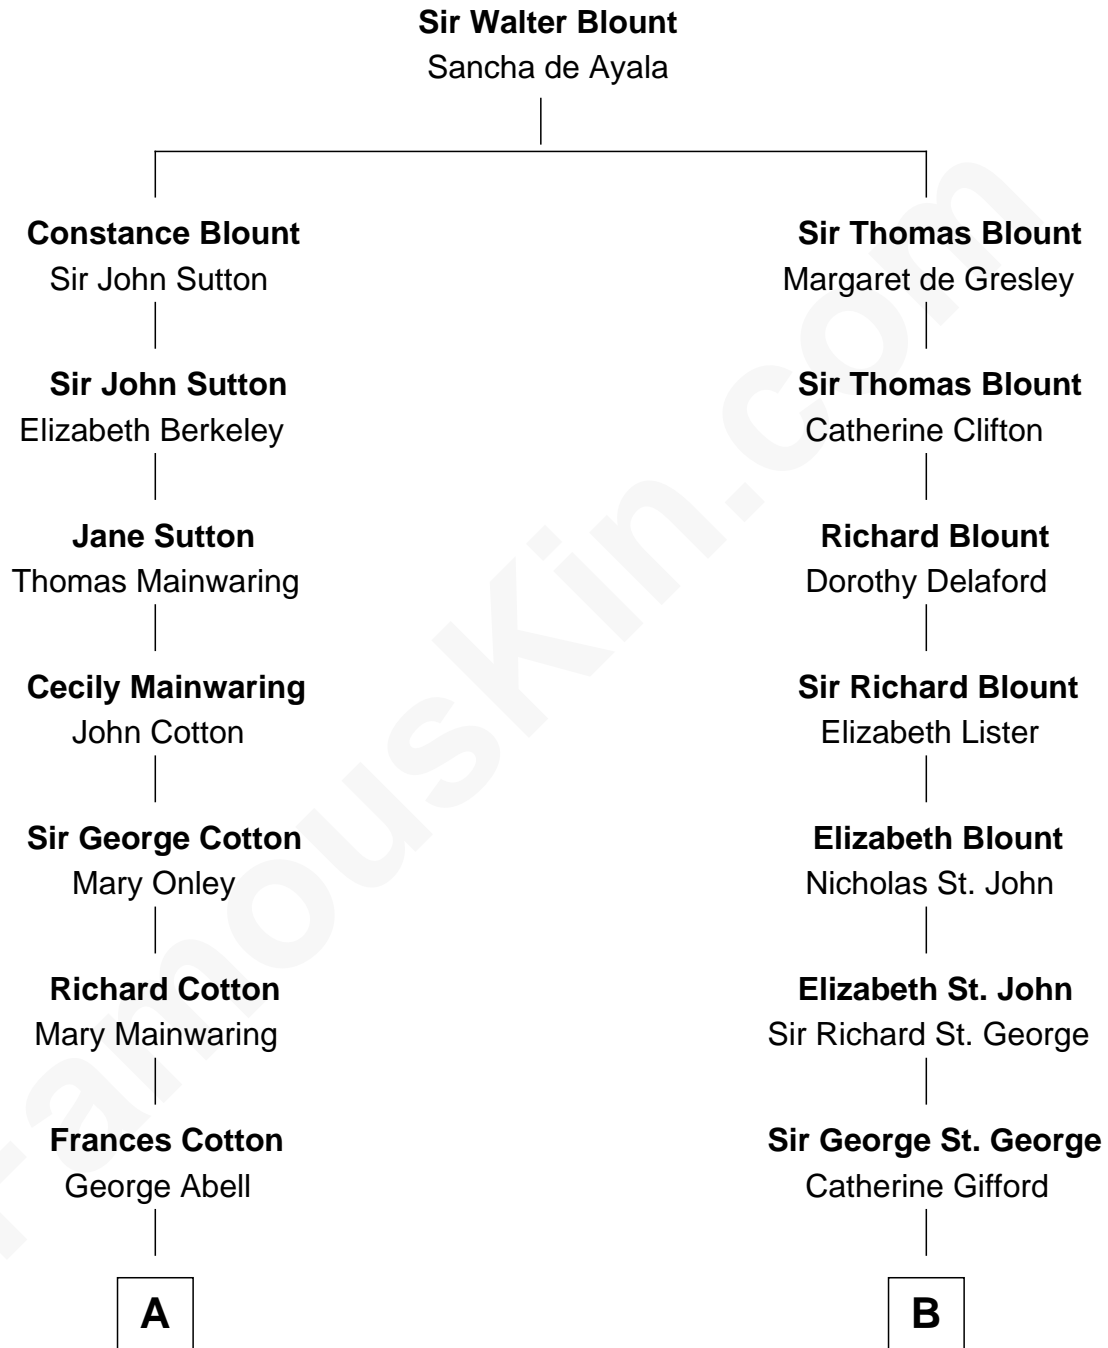 Sir Walter Blount
Sancha de Ayala
Constance Blount
Sir John Sutton
Sir Thomas Blount
Margaret de Gresley
Sir John Sutton
Elizabeth Berkeley
Sir Thomas Blount
Catherine Clifton
Jane Sutton
Thomas Mainwaring
Richard Blount
Dorothy Delaford
Cecily Mainwaring
John Cotton
Sir Richard Blount
Elizabeth Lister
Sir George Cotton
Mary Onley
Elizabeth Blount
Nicholas St. John
Richard Cotton
Mary Mainwaring
Elizabeth St. John
Sir Richard St. George
Frances Cotton
George Abell
Sir George St. George
Catherine Gifford
A
B
FamousKin.com